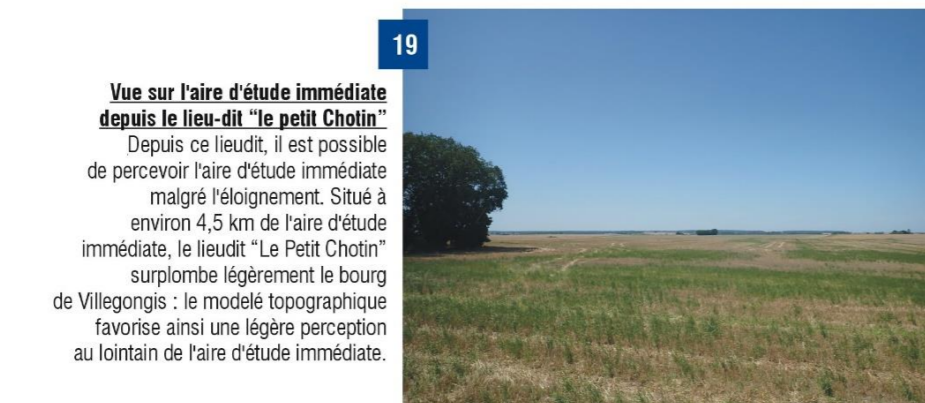 19
Vue sur l'aire d'étude immédiate
depuis le lieu-dit “le petit Chotin”
Depuis ce lieudit, il est possible
de percevoir l'aire d'étude immédiate
malgré l'éloignement. Situé à
environ 4,5 km de l'aire d'étude
immédiate, le lieudit “Le Petit Chotin”
surplombe légèrement le bourg
de Villegongis : le modelé topographique
favorise ainsi une légère perception
au lointain de l'aire d'étude immédiate.